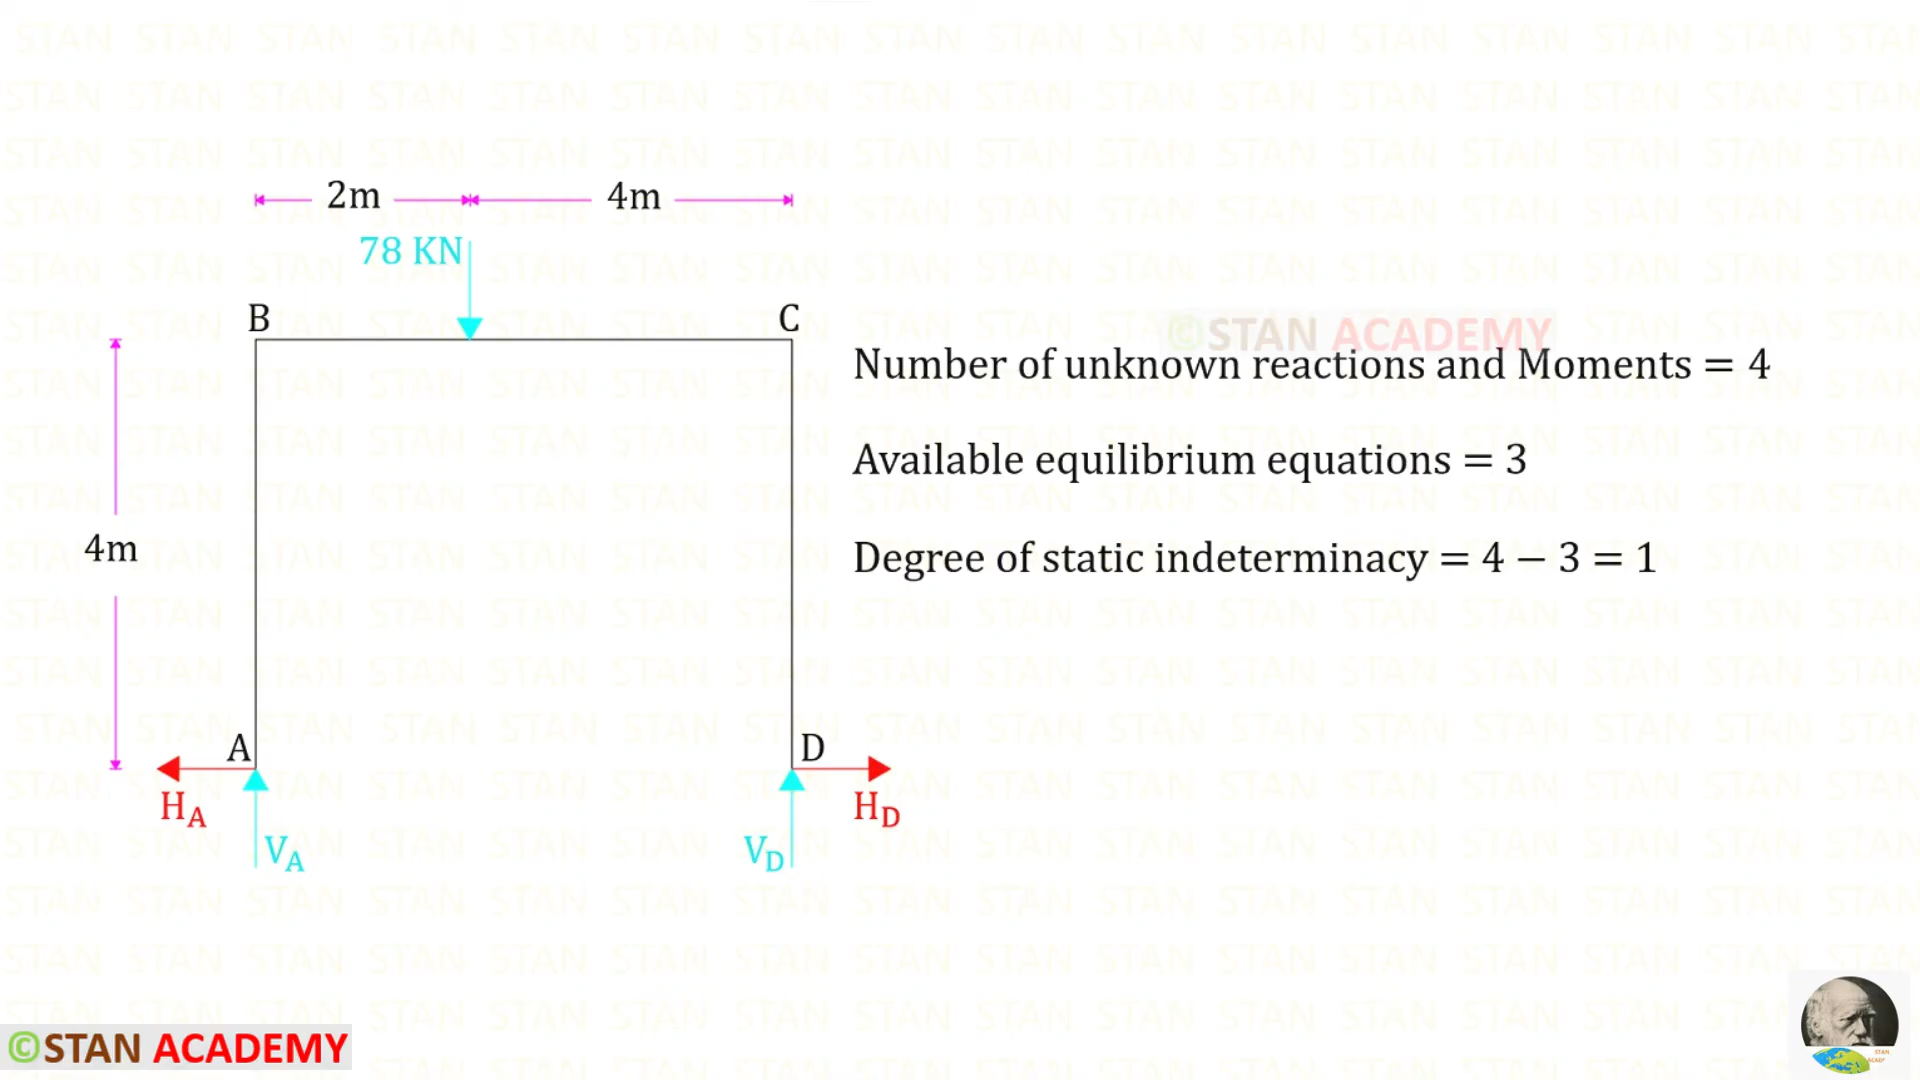 2m
4m
78 KN
B
C
©STAN ACADEMY
Number of unknown reactions and Moments = 4
Available equilibrium equations = 3
4m
Degree of static indeterminacy = 4 − 3 = 1
A
D
H_A
H_D
V_A
V_D
©STAN ACADEMY